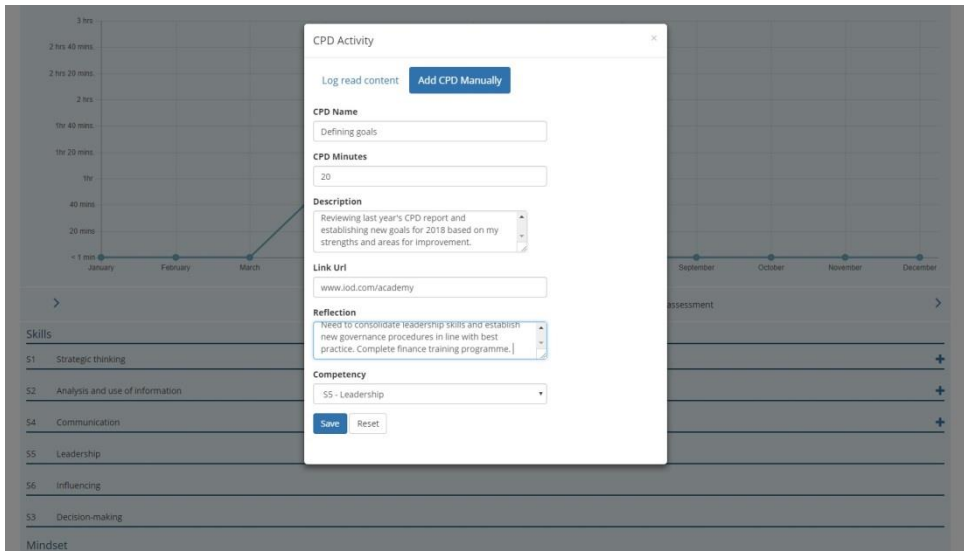 3 hrs
2 hrs 40 mins
2 hrs 20 mins
2 hrs
1hr 40 mins
1hr 20 mins
1hr
40 mins
20 mins
< 1 min
January February March September October November December
assessment
Skills
S1 Strategic thinking
S2 Analysis and use of information
S4 Communication
S5 Leadership
S6 Influencing
S3 Decision-making
Mindset
CPD Activity ×
Log read content Add CPD Manually
CPD Name
Defining goals
CPD Minutes
20
Description
Reviewing last year's CPD report and
establishing new goals for 2018 based on my
strengths and areas for improvement.
Link Url
www.iod.com/academy
Reflection
Need to consolidate leadership skills and establish
new governance procedures in line with best
practice. Complete finance training programme.
Competency
S5 - Leadership
Save Reset